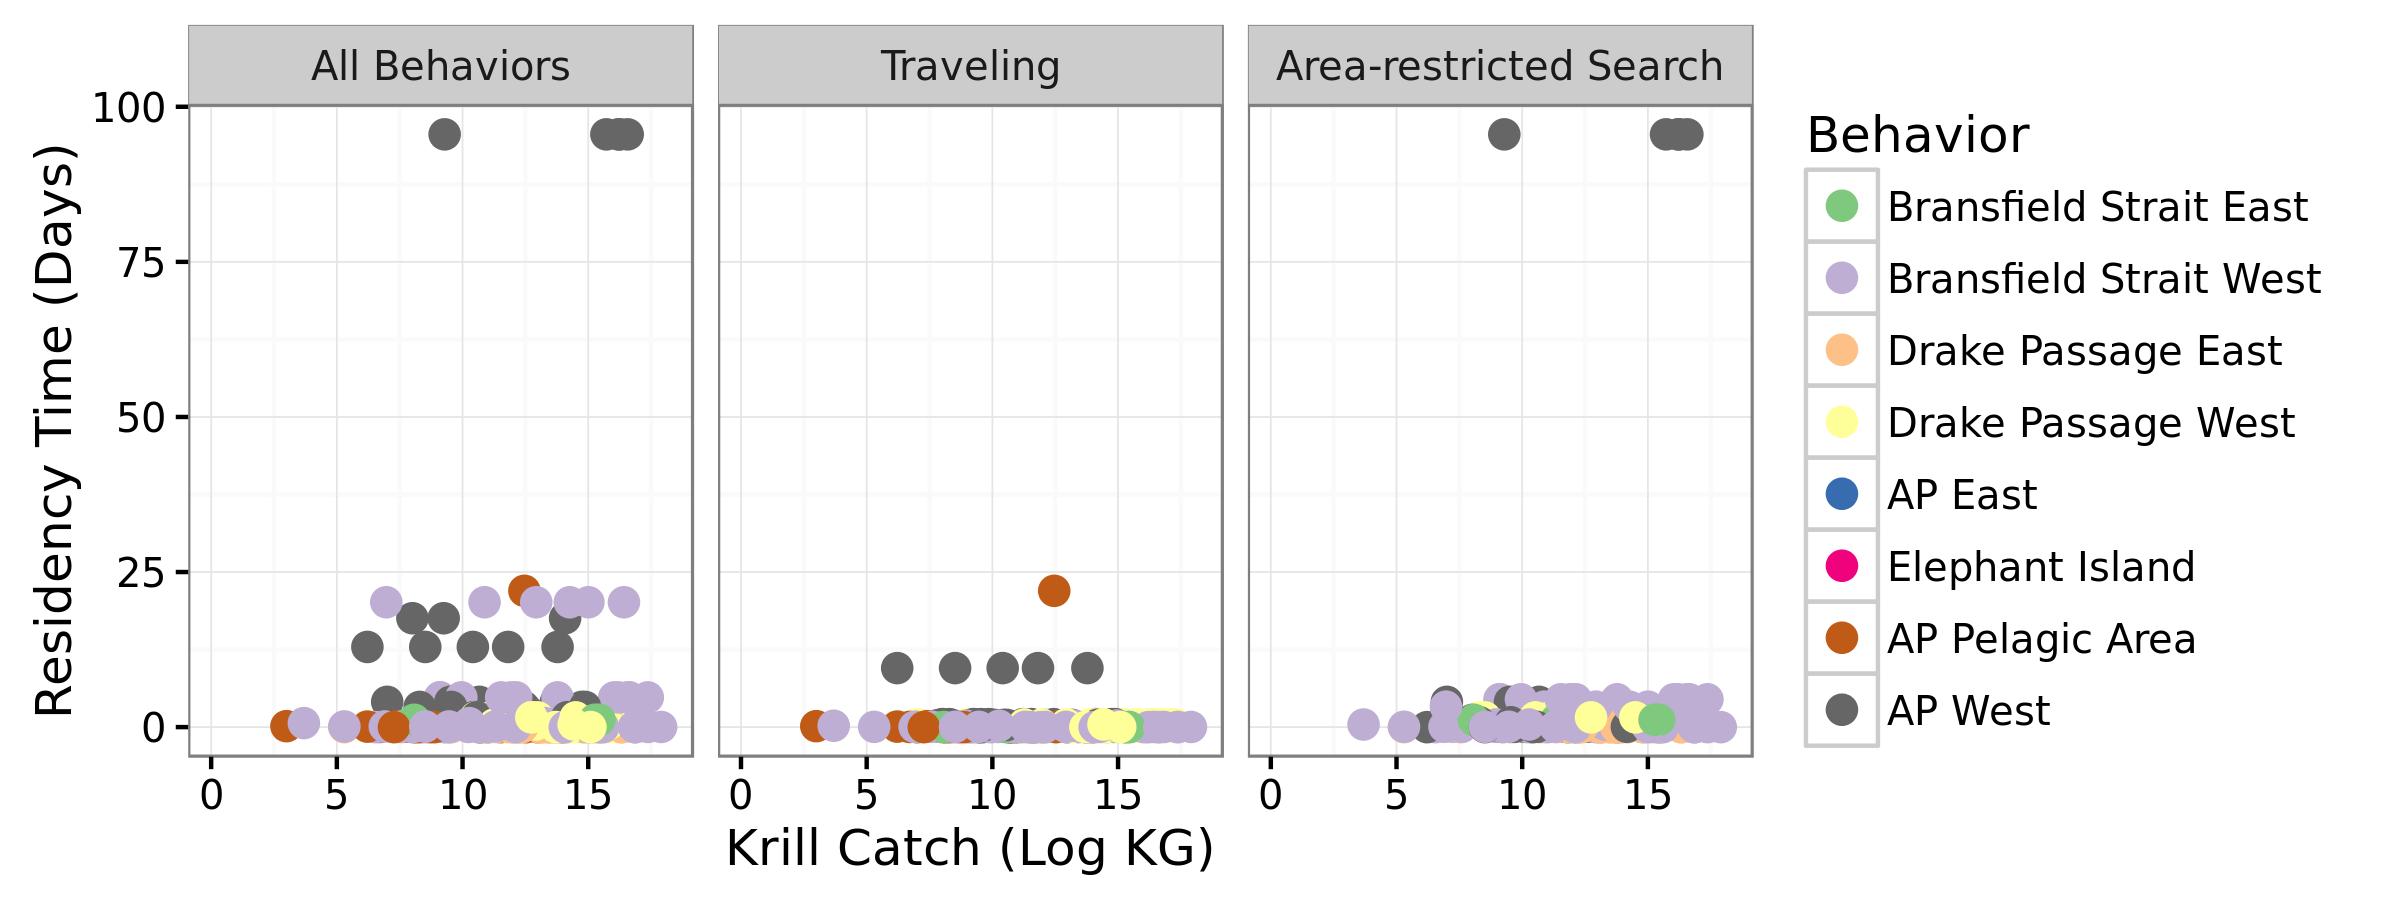 All Behaviors
Traveling
Area-restricted Search
Residency Time (Days)
100
75
50
25
0
0 5 10 15
0 5 10 15
0 5 10 15
Krill Catch (Log KG)
Behavior
Bransfield Strait East
Bransfield Strait West
Drake Passage East
Drake Passage West
AP East
Elephant Island
AP Pelagic Area
AP West